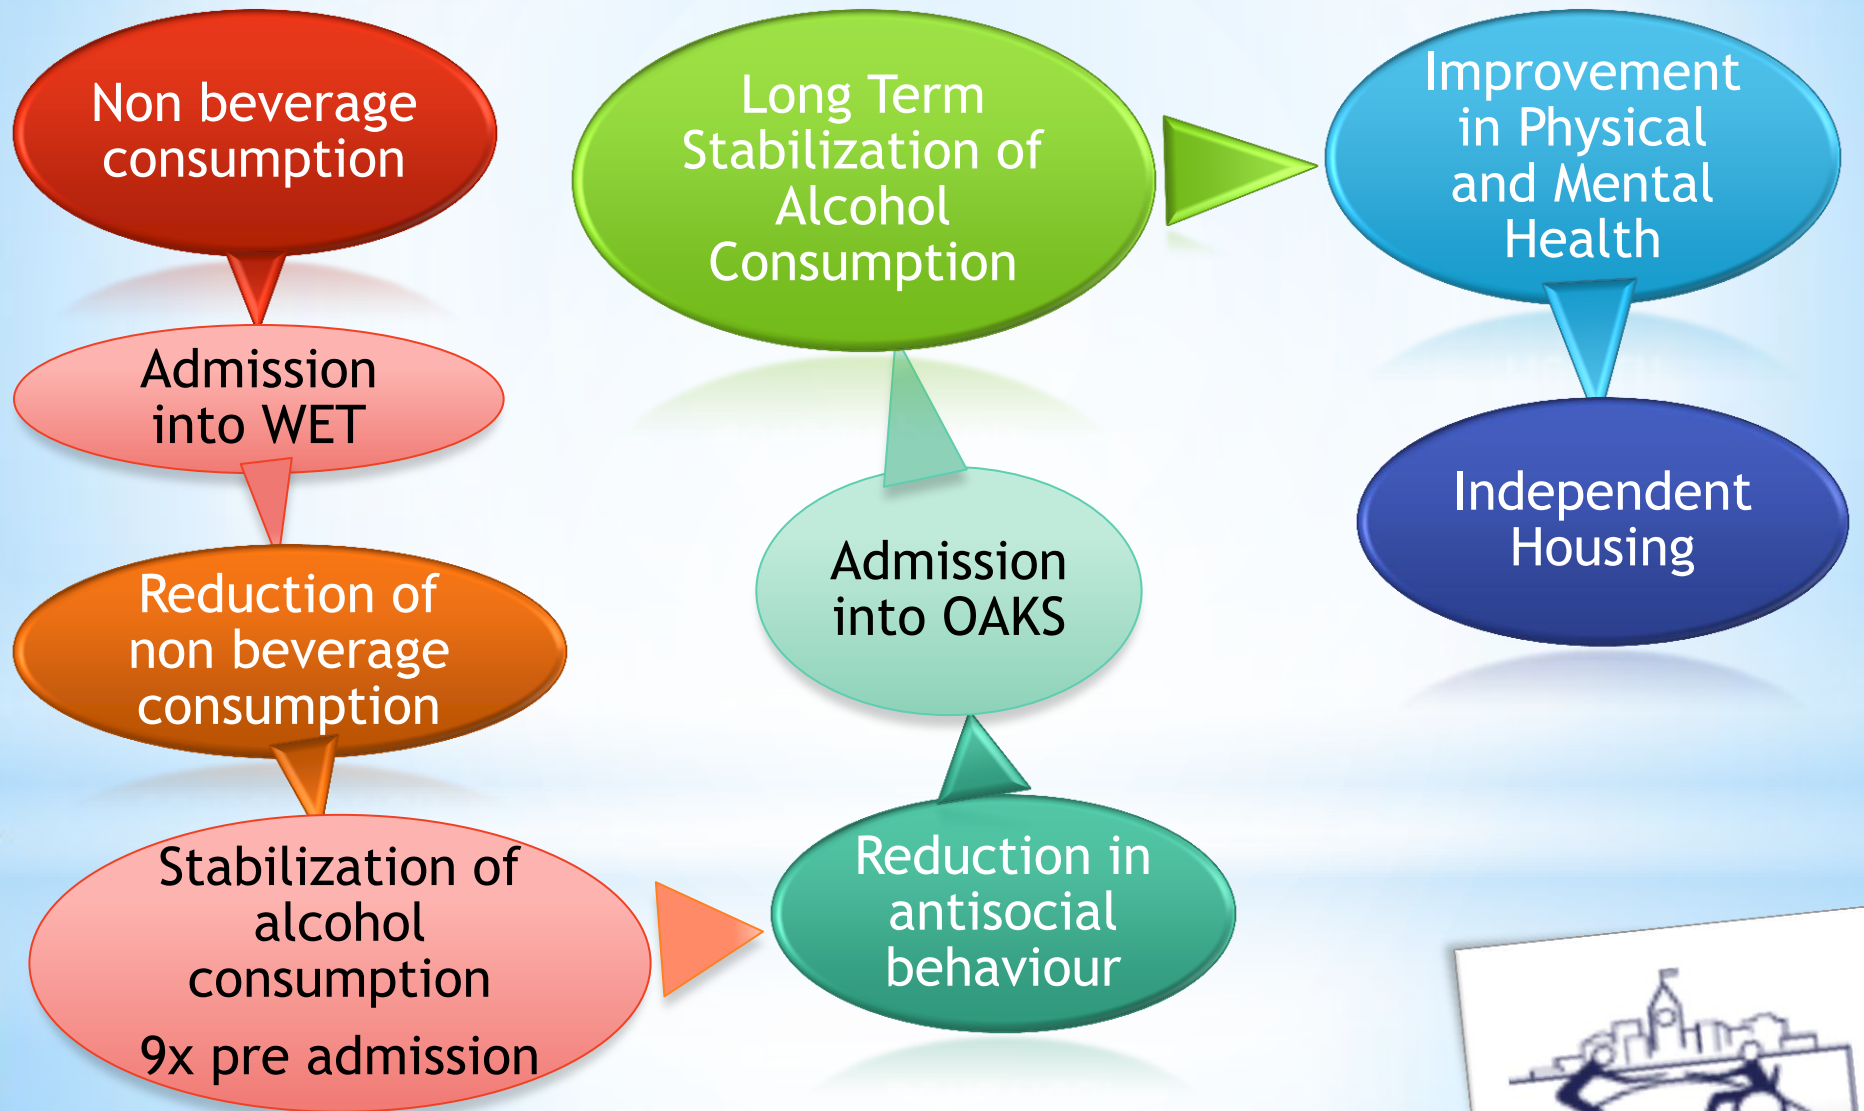 Non beverage
consumption
Admission
into WET
Reduction of
non beverage
consumption
Stabilization of
alcohol
consumption
9x pre admission
Reduction in
antisocial
behaviour
Admission
into OAKS
Long Term
Stabilization of
Alcohol
Consumption
Improvement
in Physical
and Mental
Health
Independent
Housing